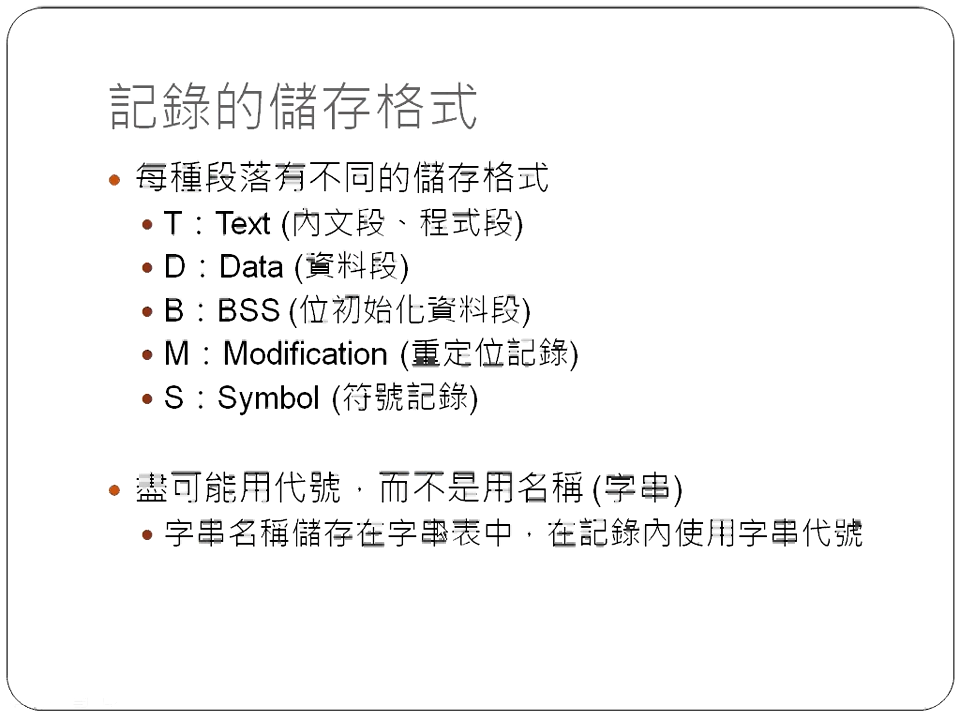 記錄的儲存格式
• 每種段落有不同的儲存格式
• T：Text (內文段、程式段)
• D：Data (資料段)
• B：BSS (位初始化資料段)
• M：Modification (重定位記錄)
• S：Symbol (符號記錄)
• 盡可能用代號，而不是用名稱 (字串)
• 字串名稱儲存在字串表中，在記錄內使用字串代號